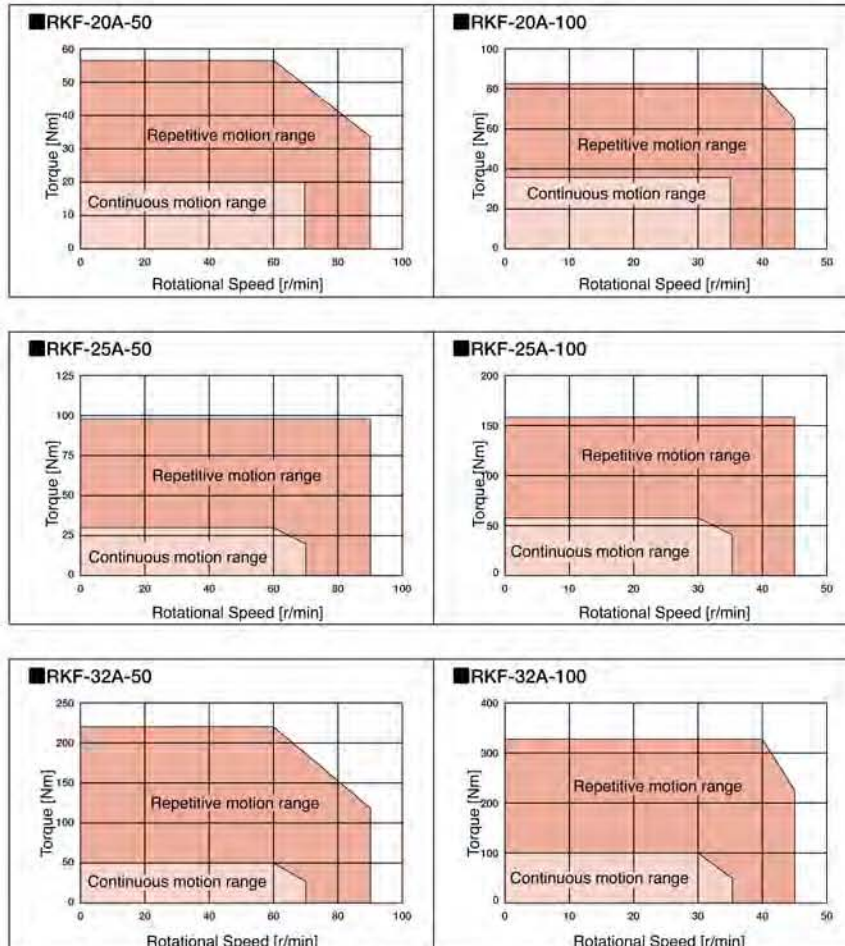 ■RKF-20A-50
60
50
40
30
20
10
0
Torque [Nm]
Repetitive motion range
Continuous motion range
0 20 40 60 80 100
Rotational Speed [r/min]
■RKF-20A-100
100
80
60
40
20
0
Torque [Nm]
Repetitive motion range
Continuous motion range
0 10 20 30 40 50
Rotational Speed [r/min]
■RKF-25A-50
125
100
75
50
25
0
Torque [Nm]
Repetitive motion range
Continuous motion range
0 20 40 60 80 100
Rotational Speed [r/min]
■RKF-25A-100
200
150
100
50
0
Torque [Nm]
Repetitive motion range
Continuous motion range
0 10 20 30 40 50
Rotational Speed [r/min]
■RKF-32A-50
250
200
150
100
50
0
Torque [Nm]
Repetitive motion range
Continuous motion range
0 20 40 60 80 100
Rotational Speed [r/min]
■RKF-32A-100
400
300
200
100
0
Torque [Nm]
Repetitive motion range
Continuous motion range
0 10 20 30 40 50
Rotational Speed [r/min]